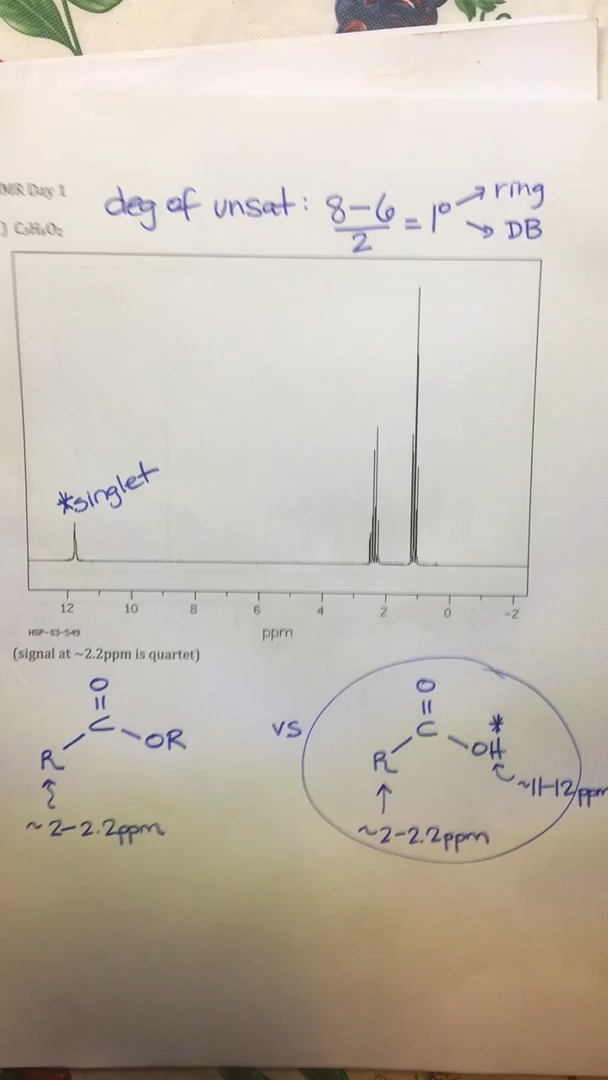 NMR Day 1
deg of unsat: 8-6/2 = 1° → ring
→ DB
) C₃H₆O₂
*singlet
12 10 8 6 4 2 0 -2
HSP-03-549
ppm
(signal at ~2.2ppm is quartet)
O
||
C
R
OR
~2-2.2ppm
vs
O
||
C
R
*
OH
~11-12ppm
~2-2.2ppm